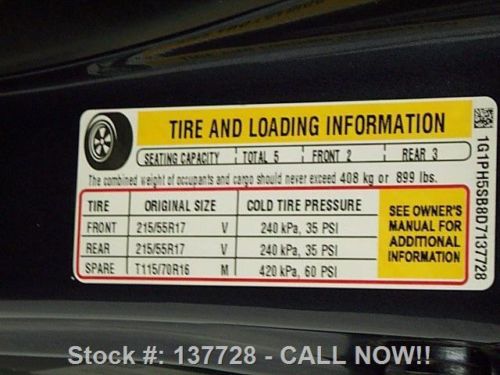 TIRE AND LOADING INFORMATION
SEATING CAPACITY TOTAL 5 FRONT 2 REAR 3
The combined weight of occupants and cargo should never exceed 408 kg or 899 lbs.
TIRE ORIGINAL SIZE COLD TIRE PRESSURE
FRONT 215/55R17 V 240 kPa, 35 PSI
REAR 215/55R17 V 240 kPa, 35 PSI
SPARE T115/70R16 M 420 kPa, 60 PSI
SEE OWNER'S
MANUAL FOR
ADDITIONAL
INFORMATION
1G1PH5SB8D7137728
Stock #: 137728 - CALL NOW!!